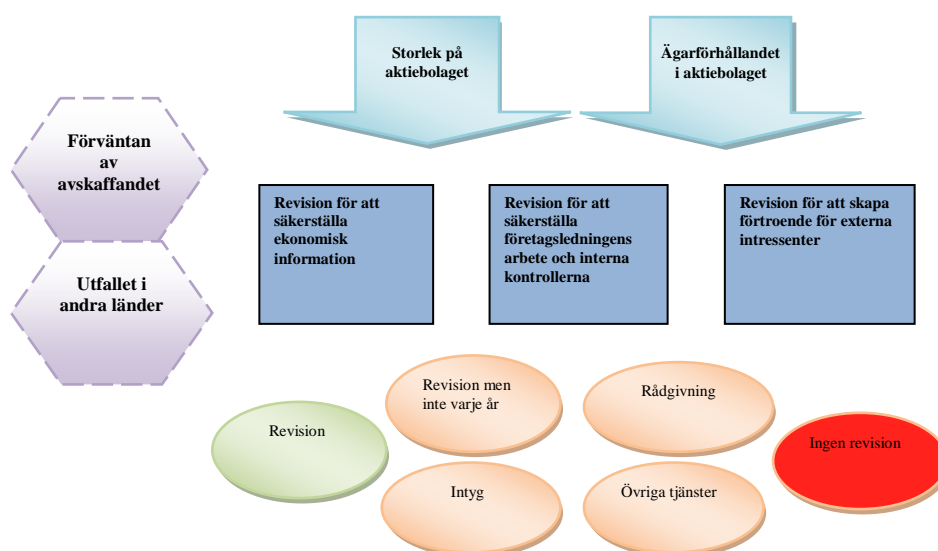 Storlek på
aktiebolaget
Ägarförhållandet
i aktiebolaget
Förväntan
av
avskaffandet
Utfallet i
andra länder
Revision för att
säkerställa
ekonomisk
information
Revision för att
säkerställa
företagsledningens
arbete och interna
kontrollerna
Revision för att skapa
förtroende för externa
intressenter
Revision
Revision men
inte varje år
Rådgivning
Ingen revision
Intyg
Övriga tjänster